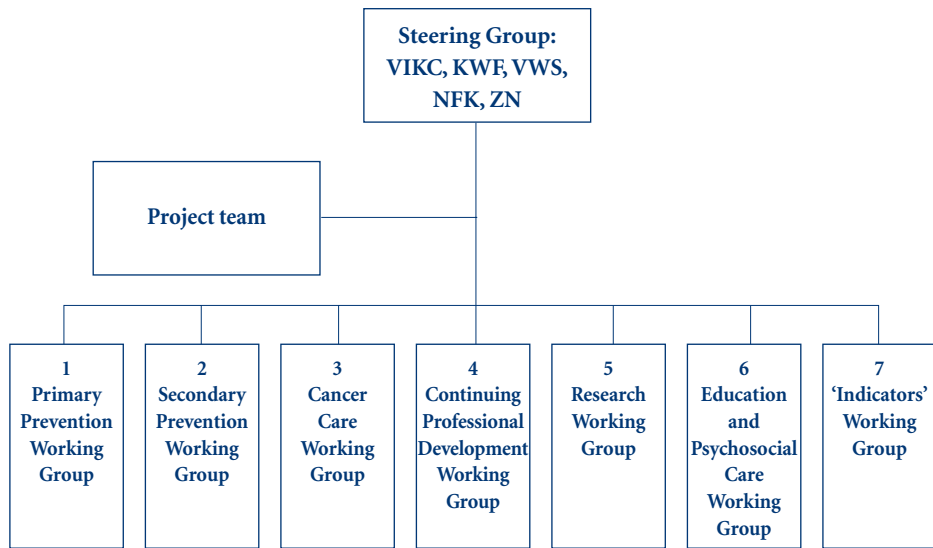 Steering Group:
VIKC, KWF, VWS,
NFK, ZN
Project team
1
Primary
Prevention
Working
Group
2
Secondary
Prevention
Working
Group
3
Cancer
Care
Working
Group
4
Continuing
Professional
Development
Working
Group
5
Research
Working
Group
6
Education
and
Psychosocial
Care
Working
Group
7
‘Indicators’
Working
Group